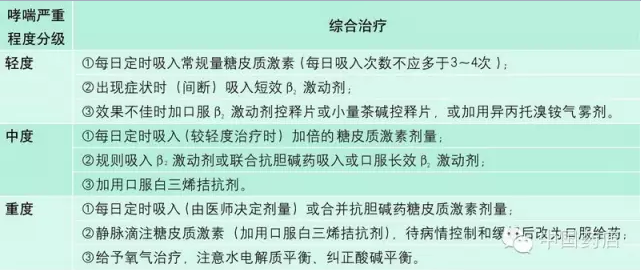 哮喘严重程度分级 综合治疗
轻度 ①每日定时吸入常规量糖皮质激素(每日吸入次数不应多于3～4次)；
②出现症状时(间断)吸入短效β₂激动剂；
③效果不佳时加口服β₂激动剂控释片或小量茶碱控释片，或加用异丙托溴铵气雾剂。
中度 ①每日定时吸入(较轻度治疗时)加倍的糖皮质激素剂量；
②规则吸入β₂激动剂或联合抗胆碱药吸入或口服长效β₂激动剂；
③加用口服白三烯拮抗剂。
重度 ①每日定时吸入(由医师决定剂量)或合并抗胆碱药糖皮质激素剂量；
②静脉滴注糖皮质激素(加用口服白三烯拮抗剂)，待病情控制和缓解后改为口服给药；
③给予氧气治疗，注意水电解质平衡、纠正酸碱平衡。
中国药店